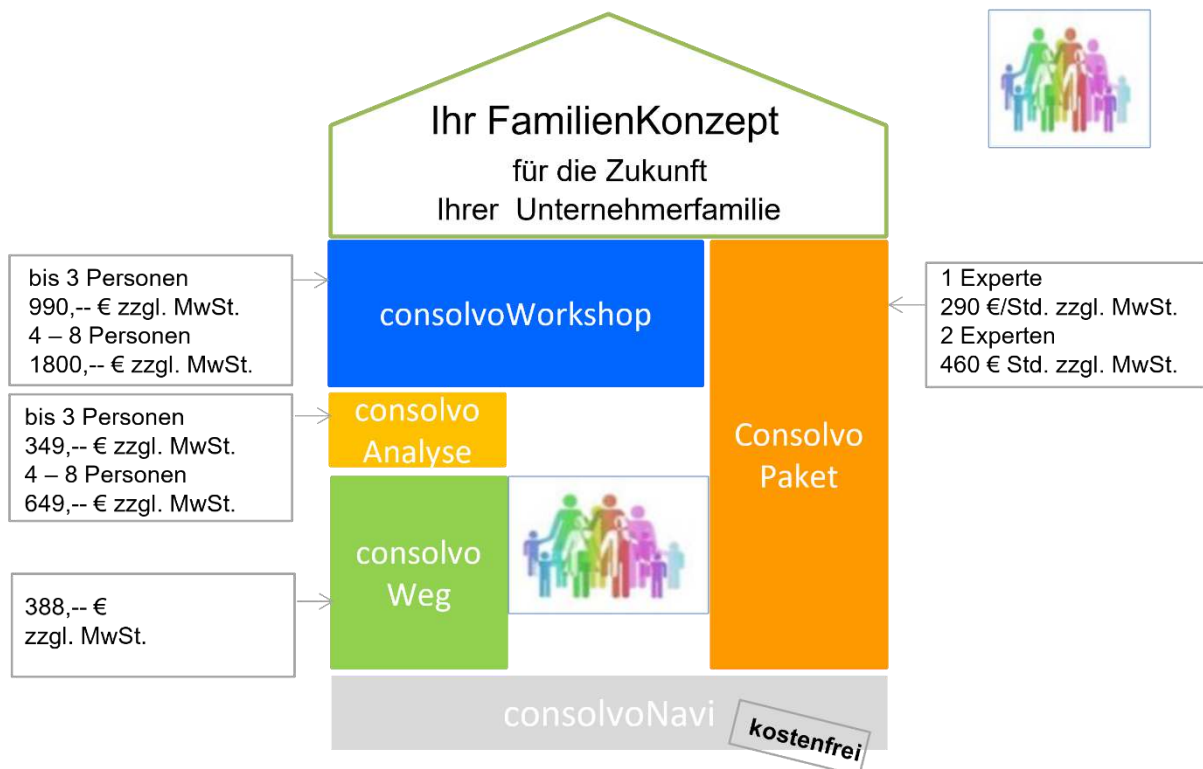 Ihr FamilienKonzept
für die Zukunft
Ihrer Unternehmerfamilie
bis 3 Personen
990,-- € zzgl. MwSt.
4 – 8 Personen
1800,-- € zzgl. MwSt.
consolvoWorkshop
1 Experte
290 €/Std. zzgl. MwSt.
2 Experten
460 € Std. zzgl. MwSt.
bis 3 Personen
349,-- € zzgl. MwSt.
4 – 8 Personen
649,-- € zzgl. MwSt.
consolvo
Analyse
Consolvo
Paket
388,-- €
zzgl. MwSt.
consolvo
Weg
consolvoNavi
kostenfrei